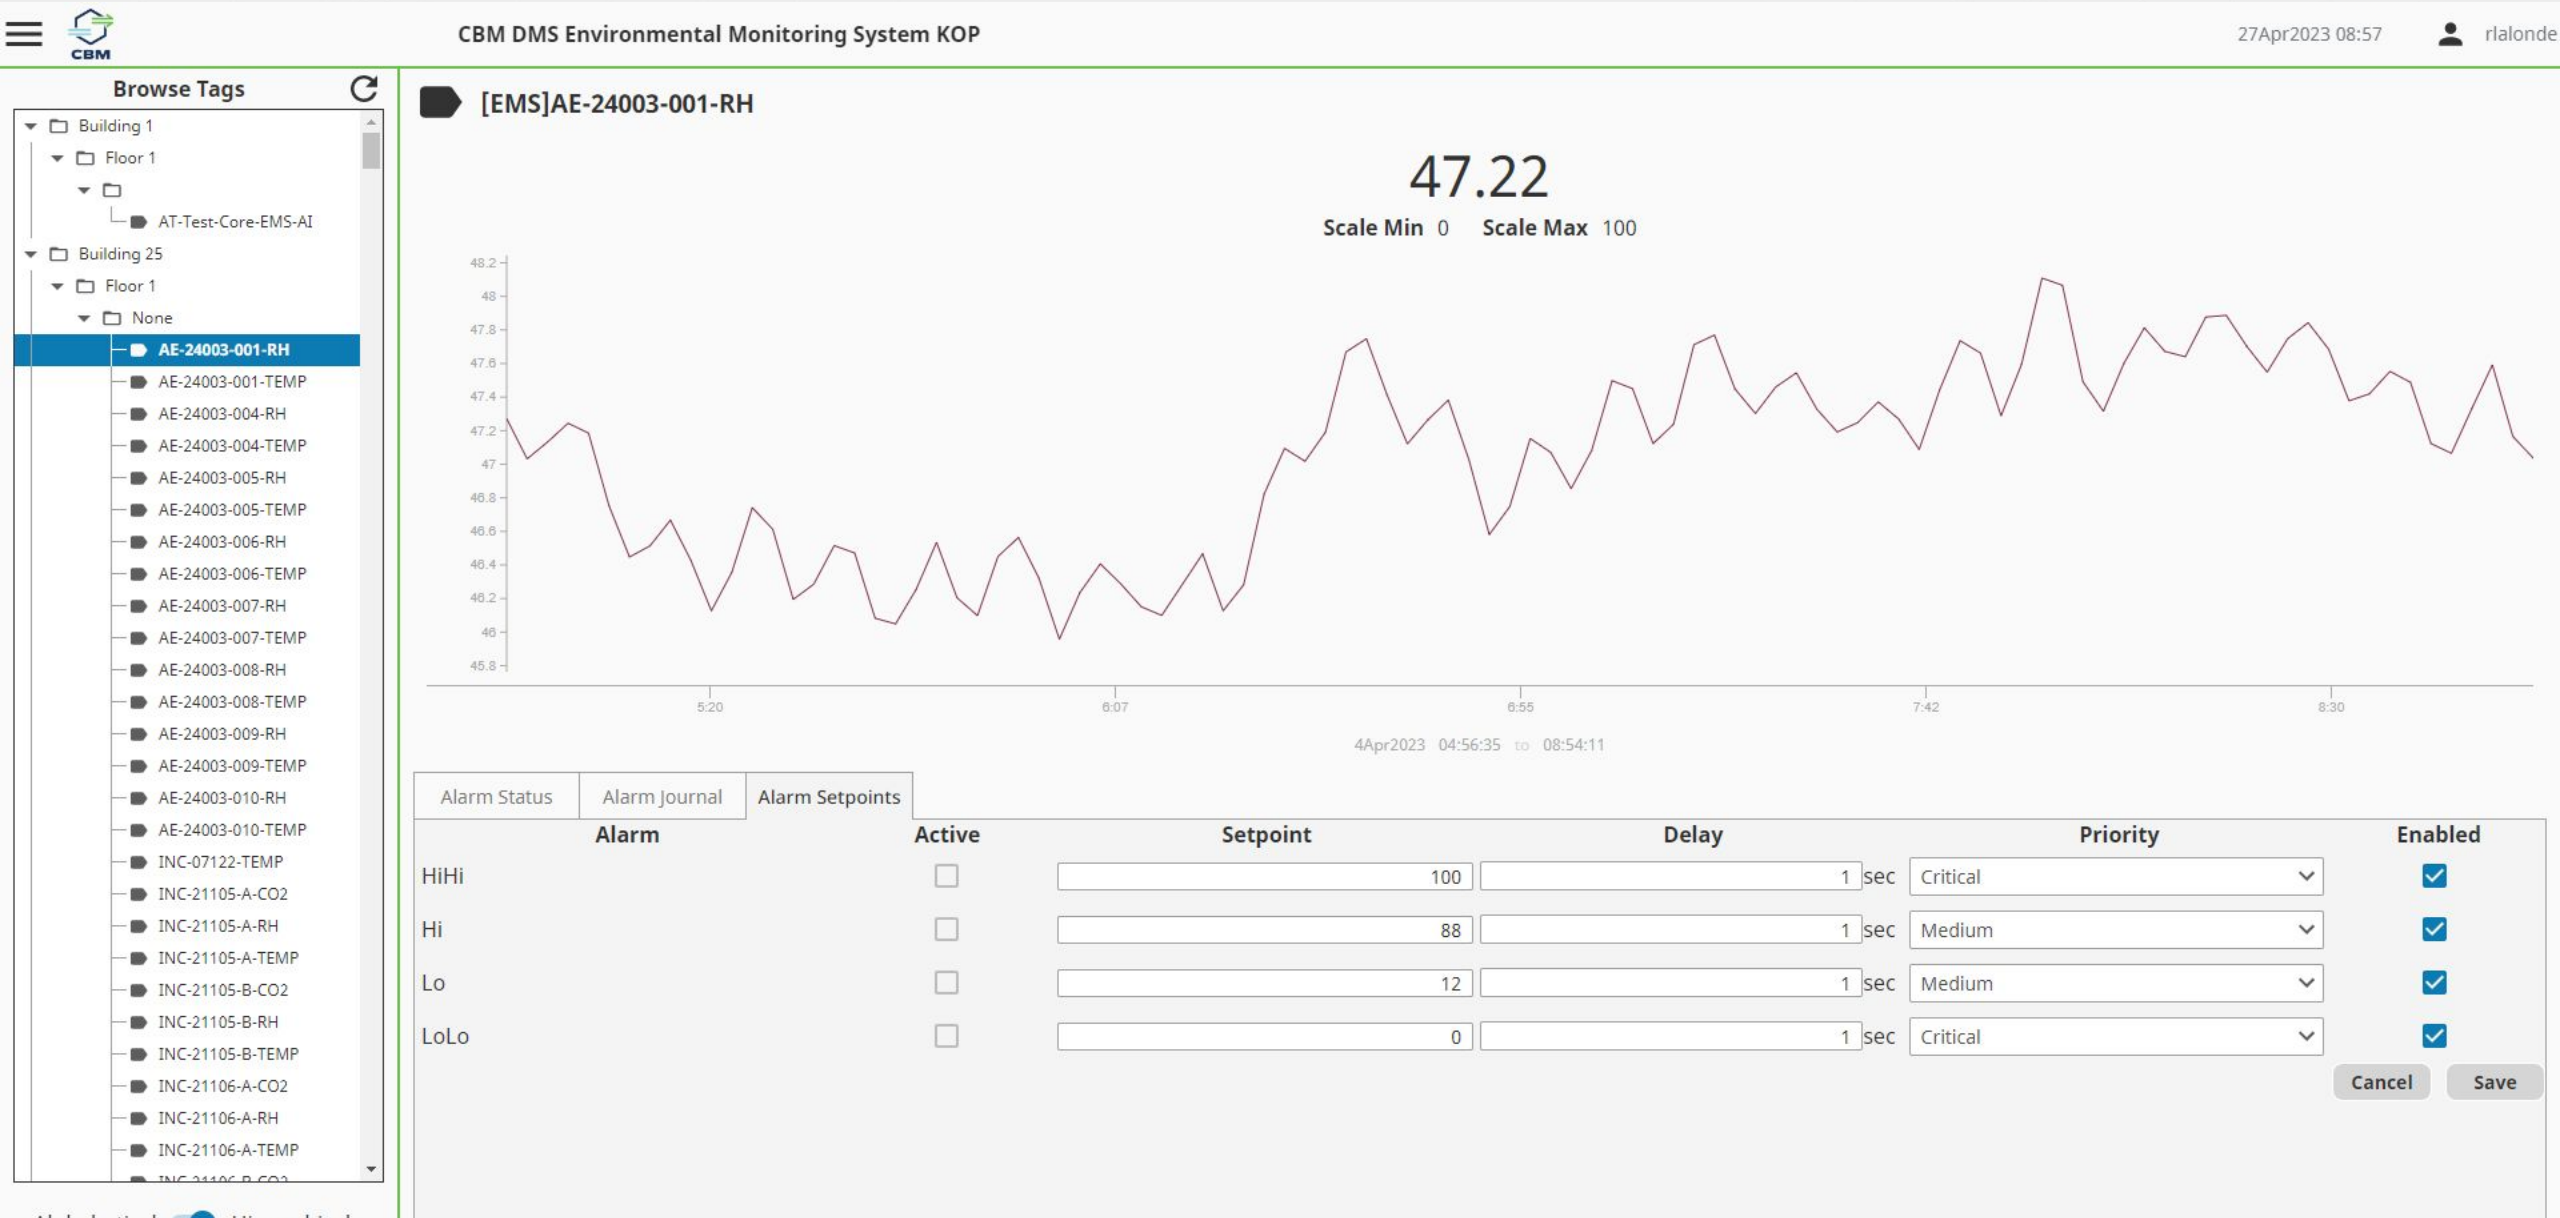 CBM
CBM DMS Environmental Monitoring System KOP
27Apr2023 08:57
rlalonde
Browse Tags
Building 1
Floor 1
AT-Test-Core-EMS-AI
Building 25
Floor 1
None
AE-24003-001-RH
AE-24003-001-TEMP
AE-24003-004-RH
AE-24003-004-TEMP
AE-24003-005-RH
AE-24003-005-TEMP
AE-24003-006-RH
AE-24003-006-TEMP
AE-24003-007-RH
AE-24003-007-TEMP
AE-24003-008-RH
AE-24003-008-TEMP
AE-24003-009-RH
AE-24003-009-TEMP
AE-24003-010-RH
AE-24003-010-TEMP
INC-07122-TEMP
INC-21105-A-CO2
INC-21105-A-RH
INC-21105-A-TEMP
INC-21105-B-CO2
INC-21105-B-RH
INC-21105-B-TEMP
INC-21106-A-CO2
INC-21106-A-RH
INC-21106-A-TEMP
INC-21106-B-CO2
[EMS]AE-24003-001-RH
47.22
Scale Min 0 Scale Max 100
48.2
48
47.8
47.6
47.4
47.2
47
46.8
46.6
46.4
46.2
46
45.8
5:20 6:07 6:55 7:42 8:30
4Apr2023 04:56:35 to 08:54:11
Alarm Status Alarm Journal Alarm Setpoints
Alarm Active Setpoint Delay Priority Enabled
HiHi 100 1 sec Critical
Hi 88 1 sec Medium
Lo 12 1 sec Medium
LoLo 0 1 sec Critical
Cancel Save